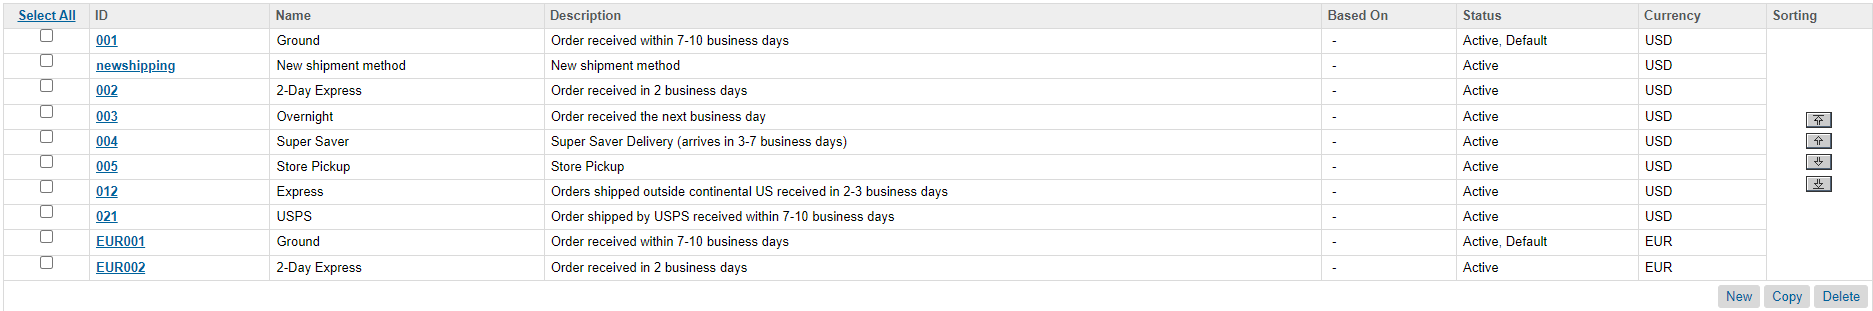 Select All ID Name Description Based On Status Currency Sorting
001 Ground Order received within 7-10 business days - Active, Default USD
newshipping New shipment method New shipment method - Active USD
002 2-Day Express Order received in 2 business days - Active USD
003 Overnight Order received the next business day - Active USD
004 Super Saver Super Saver Delivery (arrives in 3-7 business days) - Active USD
005 Store Pickup Store Pickup - Active USD
012 Express Orders shipped outside continental US received in 2-3 business days - Active USD
021 USPS Order shipped by USPS received within 7-10 business days - Active USD
EUR001 Ground Order received within 7-10 business days - Active, Default EUR
EUR002 2-Day Express Order received in 2 business days - Active EUR
New Copy Delete